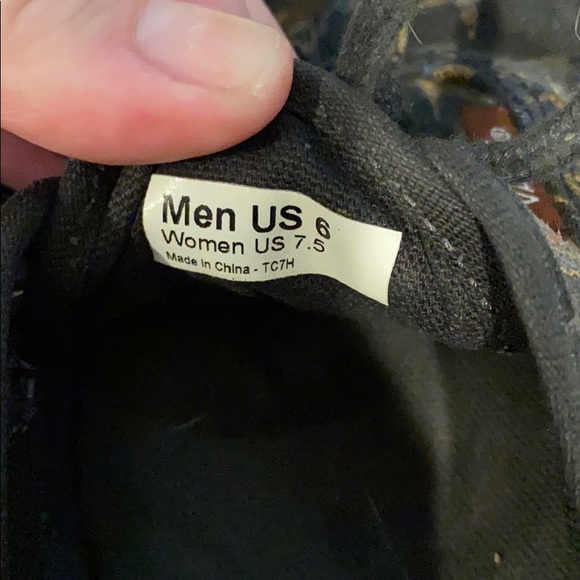 Men US 6
Women US 7.5
Made in China - TC7H